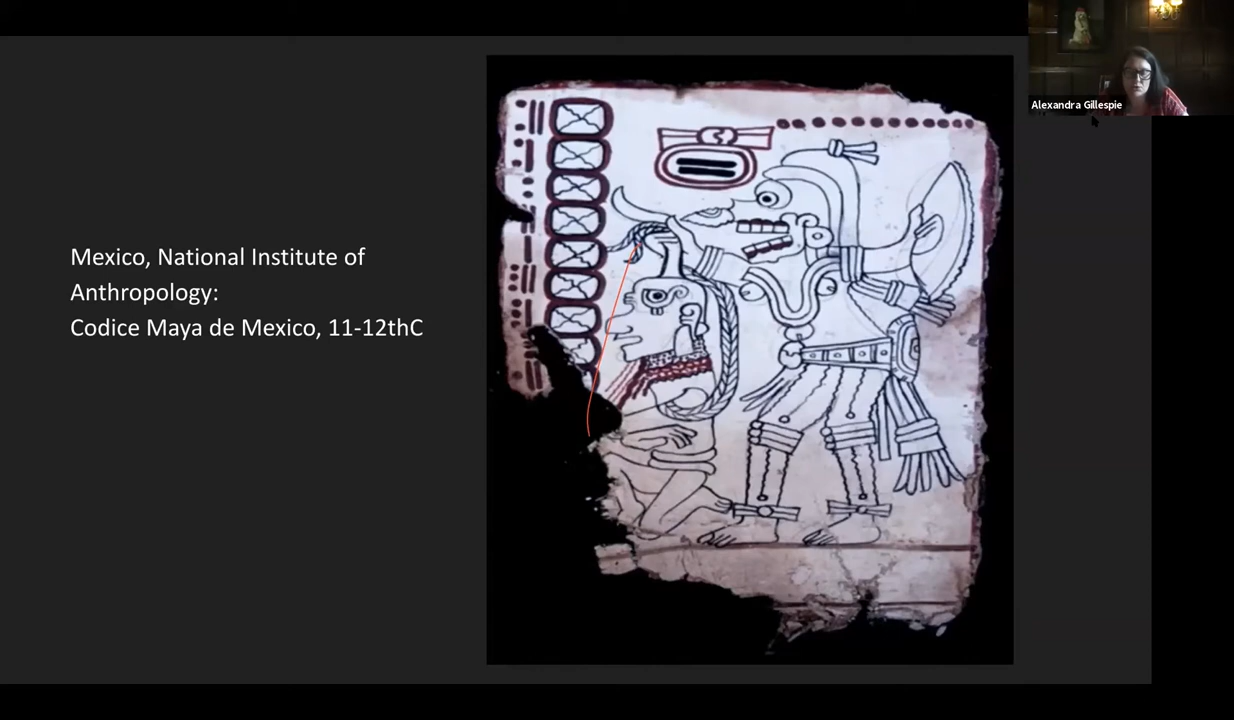 Mexico, National Institute of
Anthropology:
Codice Maya de Mexico, 11-12thC
Alexandra Gillespie